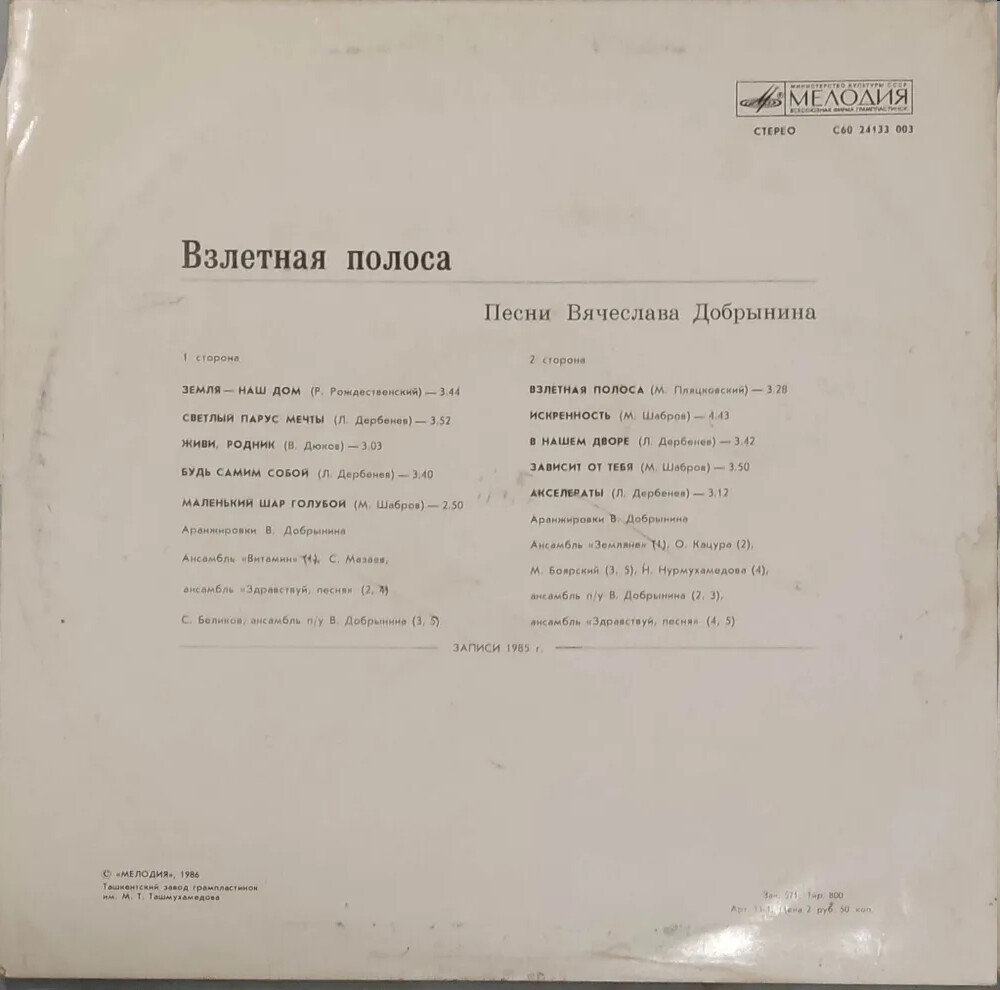 МИНИСТЕРСТВО КУЛЬТУРЫ СССР
МЕЛОДИЯ
ВСЕСОЮЗНАЯ ФИРМА ГРАМПЛАСТИНОК
СТЕРЕО С60 24133 003
Взлетная полоса
Песни Вячеслава Добрынина
1 сторона
ЗЕМЛЯ — НАШ ДОМ (Р. Рождественский) — 3.44
СВЕТЛЫЙ ПАРУС МЕЧТЫ (Л. Дербенев) — 3.52
ЖИВИ, РОДНИК (В. Дюков) — 3.03
БУДЬ САМИМ СОБОЙ (Л. Дербенев) — 3.40
МАЛЕНЬКИЙ ШАР ГОЛУБОЙ (М. Шабров) — 2.50
Аранжировки В. Добрынина
Ансамбль «Витамин» (1), С. Мазаев,
ансамбль «Здравствуй, песня» (2, 4)
С. Беликов, ансамбль п/у В. Добрынина (3, 5)
2 сторона
ВЗЛЕТНАЯ ПОЛОСА (М. Пляцковский) — 3.28
ИСКРЕННОСТЬ (М. Шабров) — 4.43
В НАШЕМ ДВОРЕ (Л. Дербенев) — 3.42
ЗАВИСИТ ОТ ТЕБЯ (М. Шабров) — 3.50
АКСЕЛЕРАТЫ (Л. Дербенев) — 3.12
Аранжировки В. Добрынина
Ансамбль «Земляне» (1), О. Кацура (2),
М. Боярский (3, 5), Н. Нурмухамедова (4),
ансамбль п/у В. Добрынина (2, 3),
ансамбль «Здравствуй, песня» (4, 5)
ЗАПИСИ 1985 г.
© «МЕЛОДИЯ», 1986
Ташкентский завод грампластинок
им. М. Т. Ташмухамедова
Зак. 571 Тир. 800
Арт. Цена 2 руб. 50 коп.